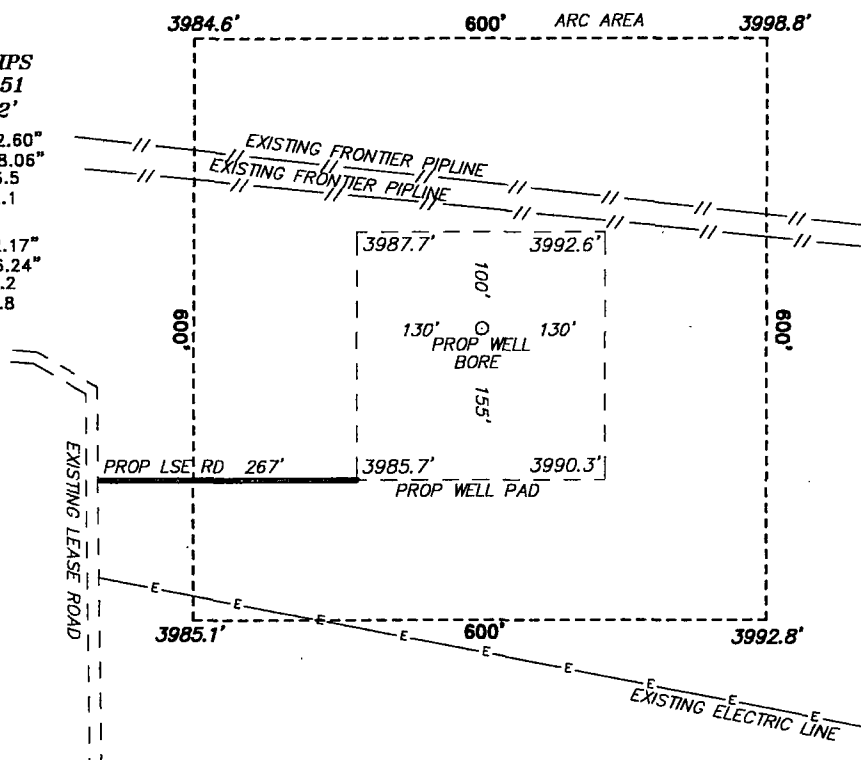 3984.6' 600' ARC AREA 3998.8'
IPS
51
2'
2.60"
8.06"
6.5
.1
2.17"
6.24"
.2
.8
// EXISTING FRONTIER PIPLINE // // // //
// EXISTING FRONTIER PIPLINE // // // //
3987.7' 3992.6'
100'
600' 130' 130' 600'
PROP WELL
BORE
155'
EXISTING LEASE ROAD
PROP LSE RD 267' 3985.7' 3990.3'
PROP WELL PAD
E E E E E E E E E
3985.1' 600' 3992.8'
EXISTING ELECTRIC LINE